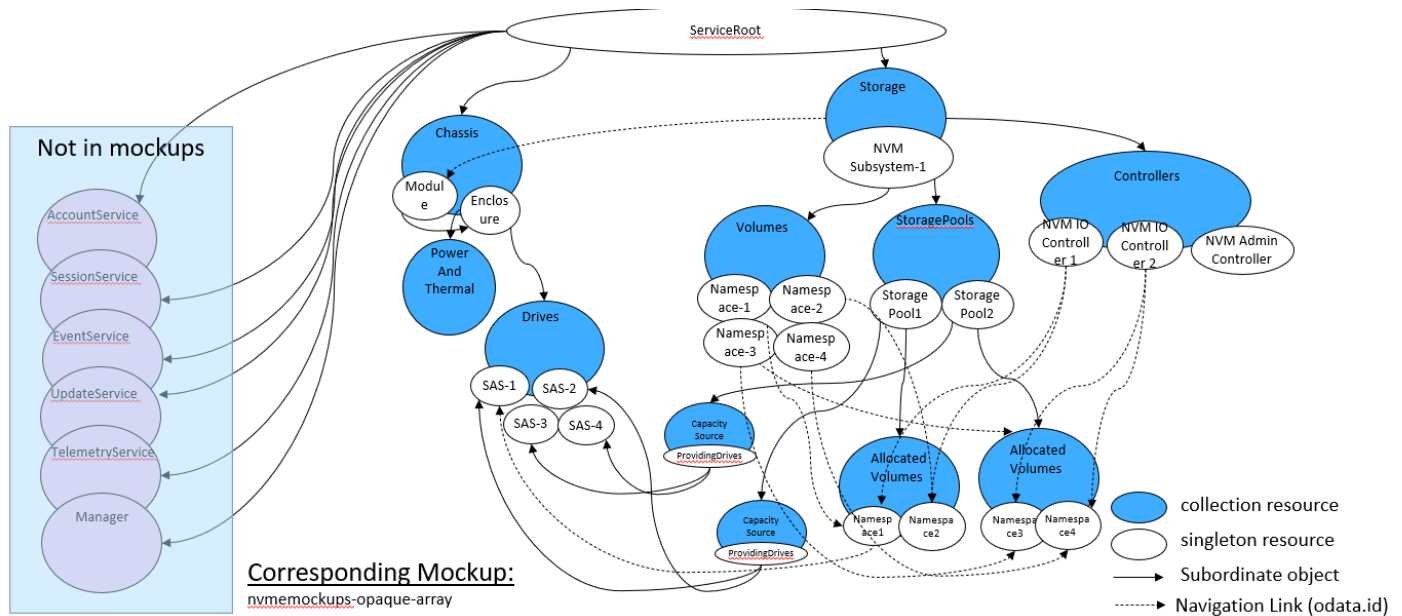 ServiceRoot
Storage
NVM
Subsystem-1
Chassis
Modul
e
Enclos
ure
Power
And
Thermal
Controllers
NVM IO
Controll
er 1
NVM IO
Controll
er 2
NVM Admin
Controller
Volumes
Namesp
ace-1
Namesp
ace-2
Namesp
ace-3
Namesp
ace-4
StoragePools
Storage
Pool1
Storage
Pool2
Drives
SAS-1
SAS-2
SAS-3
SAS-4
Capacity
Source
ProvidingDrives
Capacity
Source
ProvidingDrives
Allocated
Volumes
Namesp
ace1
Namespa
ce2
Allocated
Volumes
Namespa
ce3
Namespa
ce4
Not in mockups
AccountService
SessionService
EventService
UpdateService
TelemetryService
Manager
Corresponding Mockup:
nvmemockups-opaque-array
collection resource
singleton resource
Subordinate object
Navigation Link (odata.id)